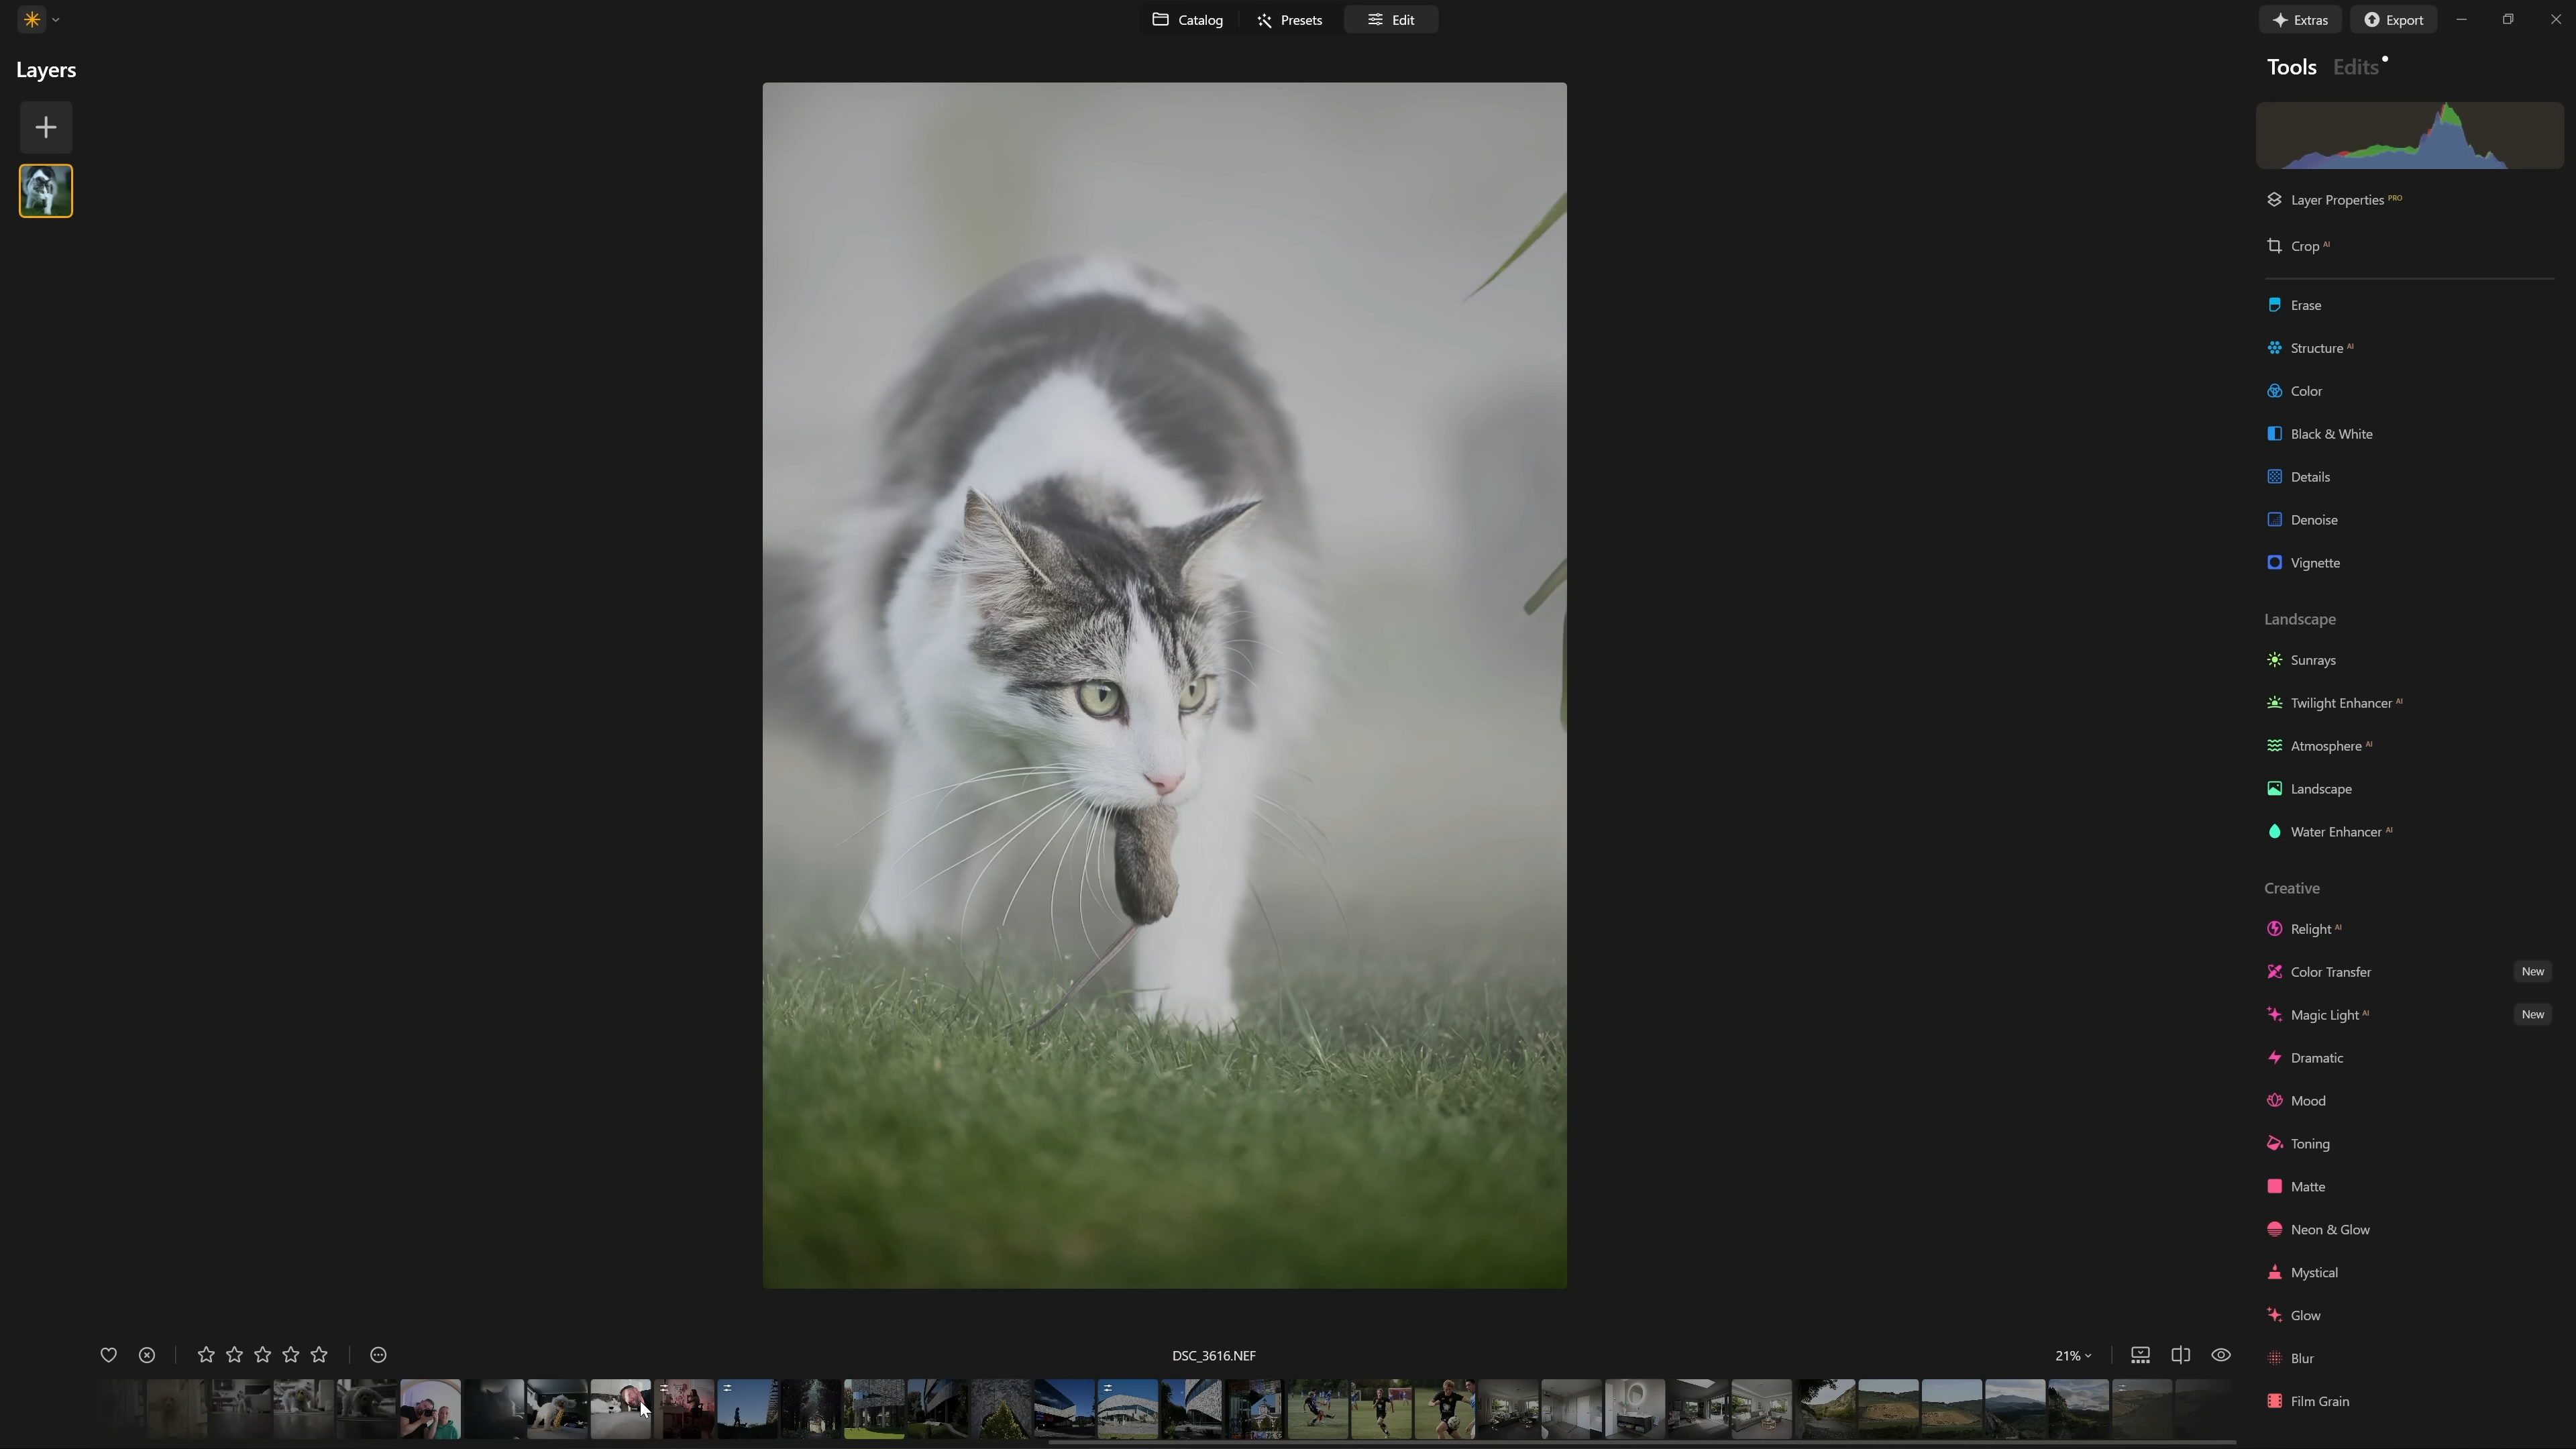 Catalog
Presets
Edit
Extras
Export
Layers
Tools Edits
Layer Properties PRO
Crop AI
Erase
Structure AI
Color
Black & White
Details
Denoise
Vignette
Landscape
Sunrays
Twilight Enhancer AI
Atmosphere AI
Landscape
Water Enhancer AI
Creative
Relight AI
Color Transfer New
Magic Light AI New
Dramatic
Mood
Toning
Matte
Neon & Glow
Mystical
Glow
Blur
Film Grain
DSC_3616.NEF
21%